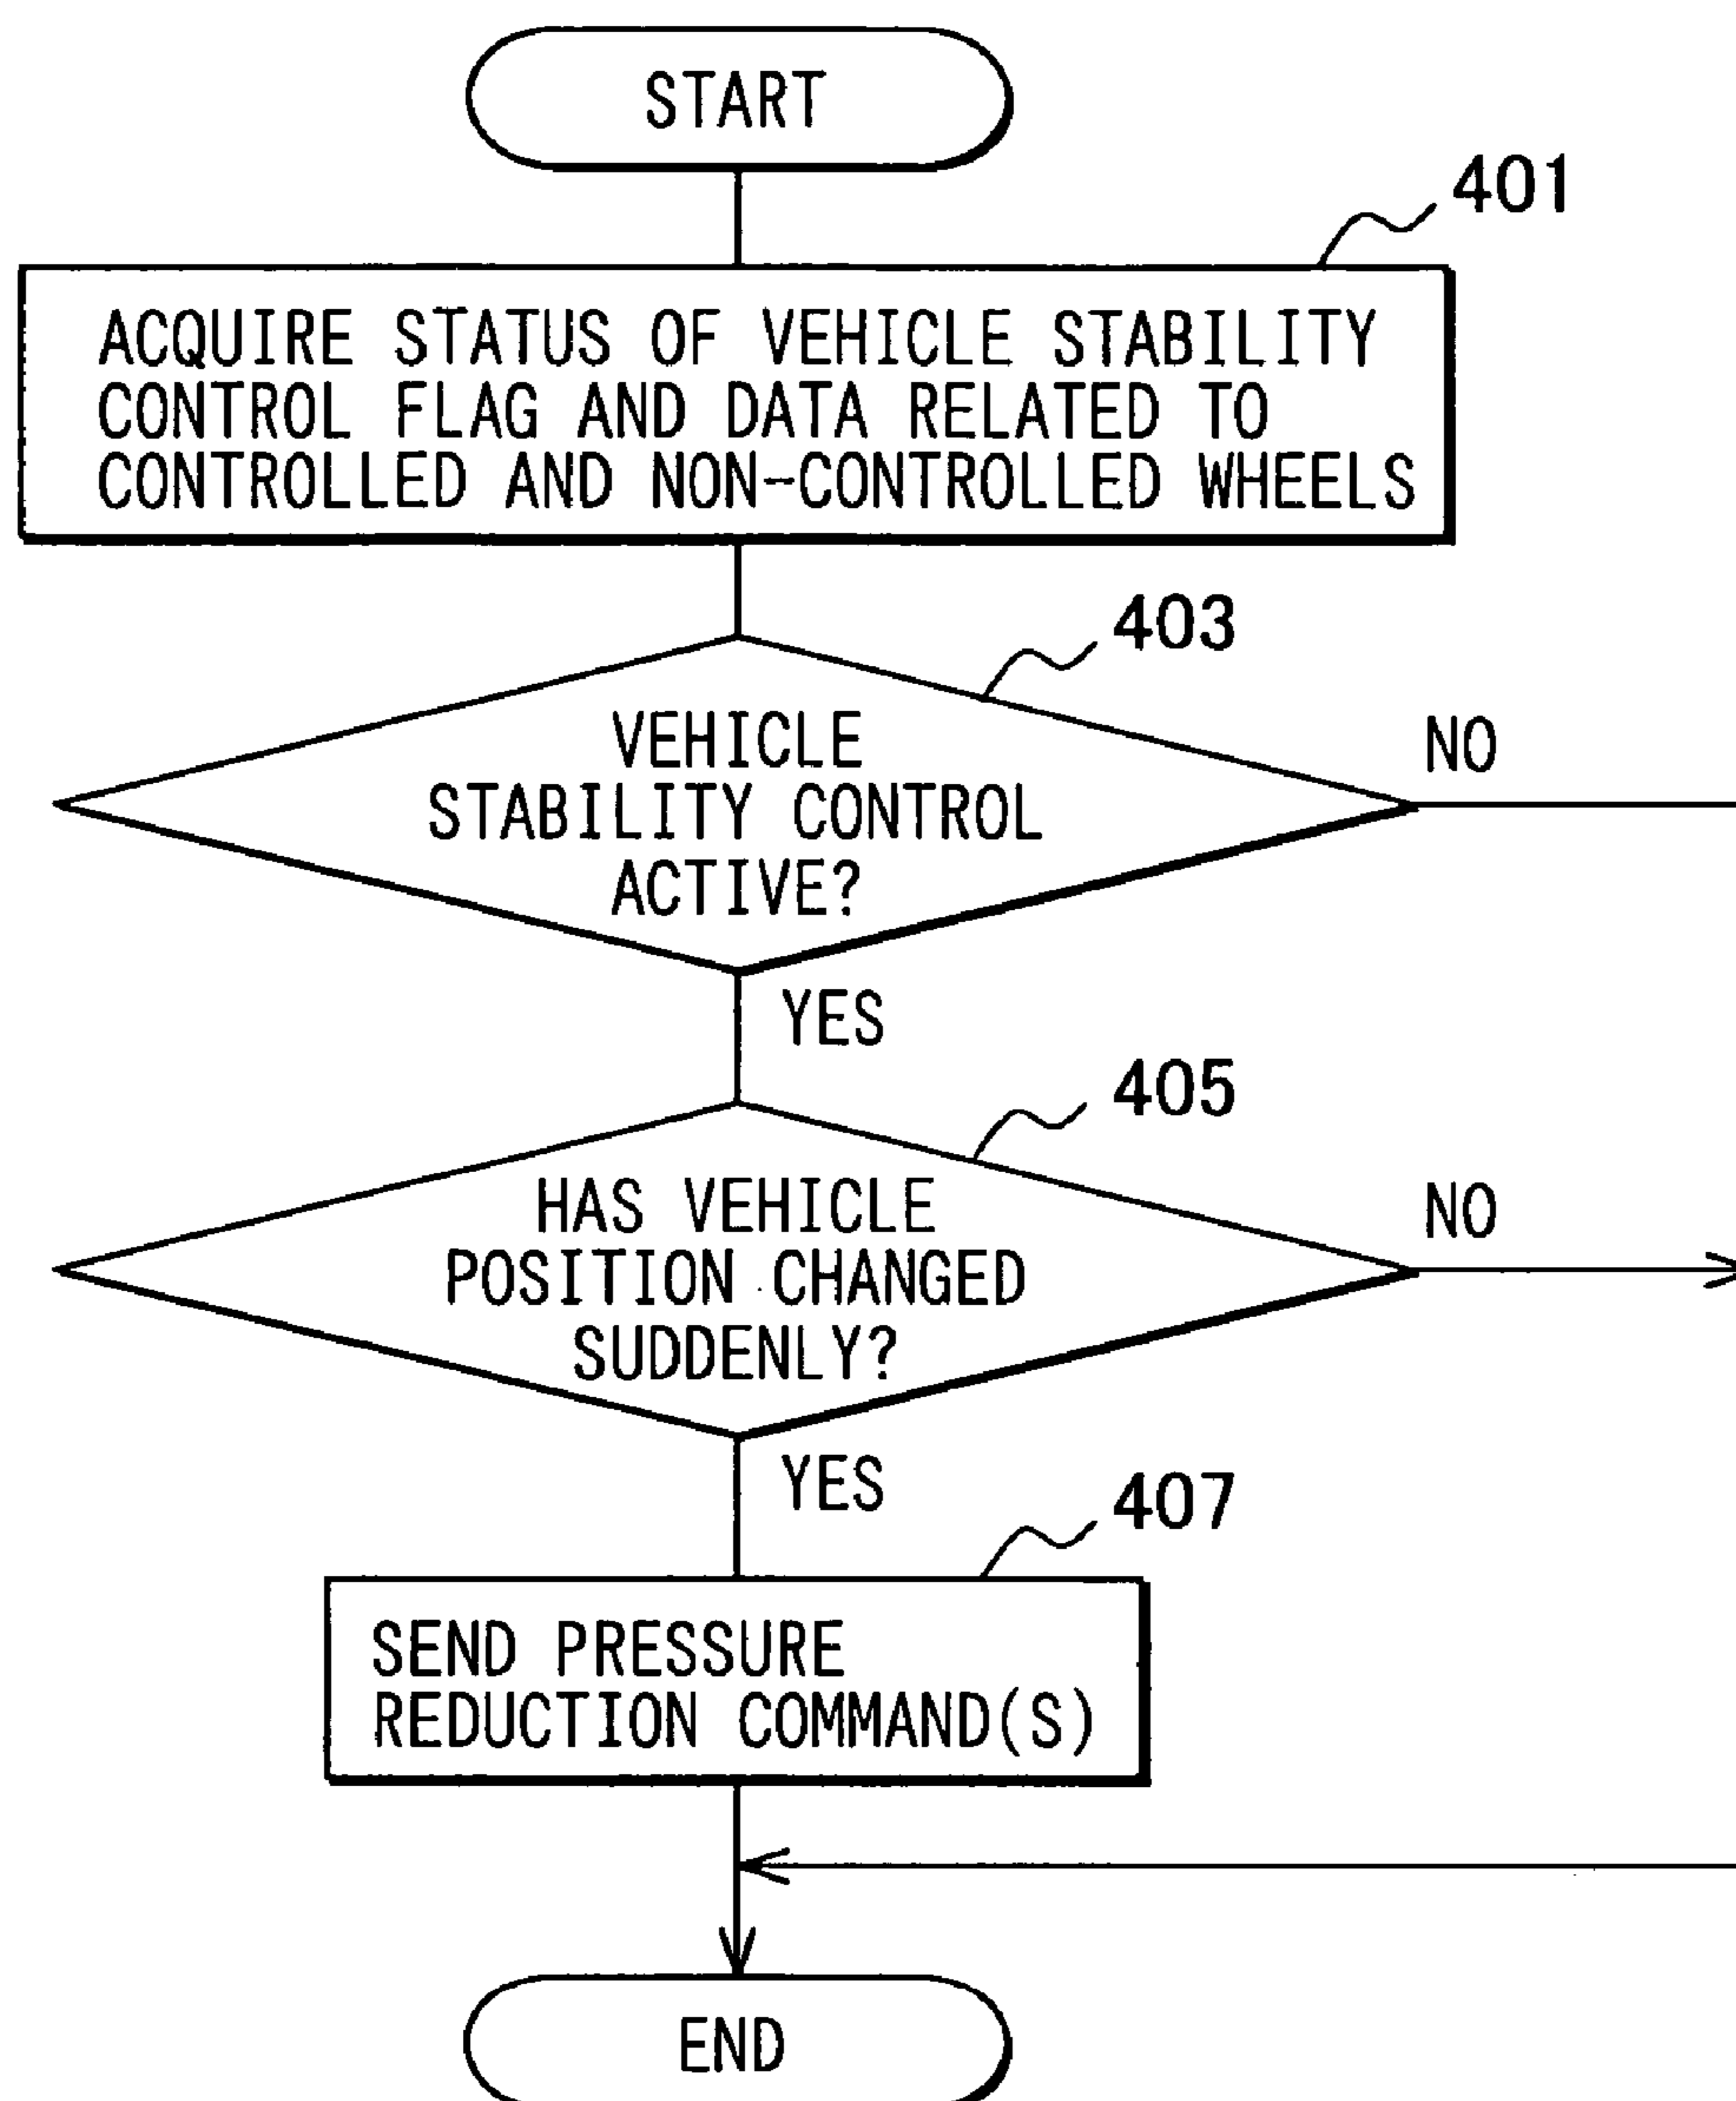 START
401
ACQUIRE STATUS OF VEHICLE STABILITY
CONTROL FLAG AND DATA RELATED TO
CONTROLLED AND NON-CONTROLLED WHEELS
403
VEHICLE
STABILITY CONTROL
ACTIVE?
NO
YES
405
HAS VEHICLE
POSITION CHANGED
SUDDENLY?
NO
YES
407
SEND PRESSURE
REDUCTION COMMAND(S)
END